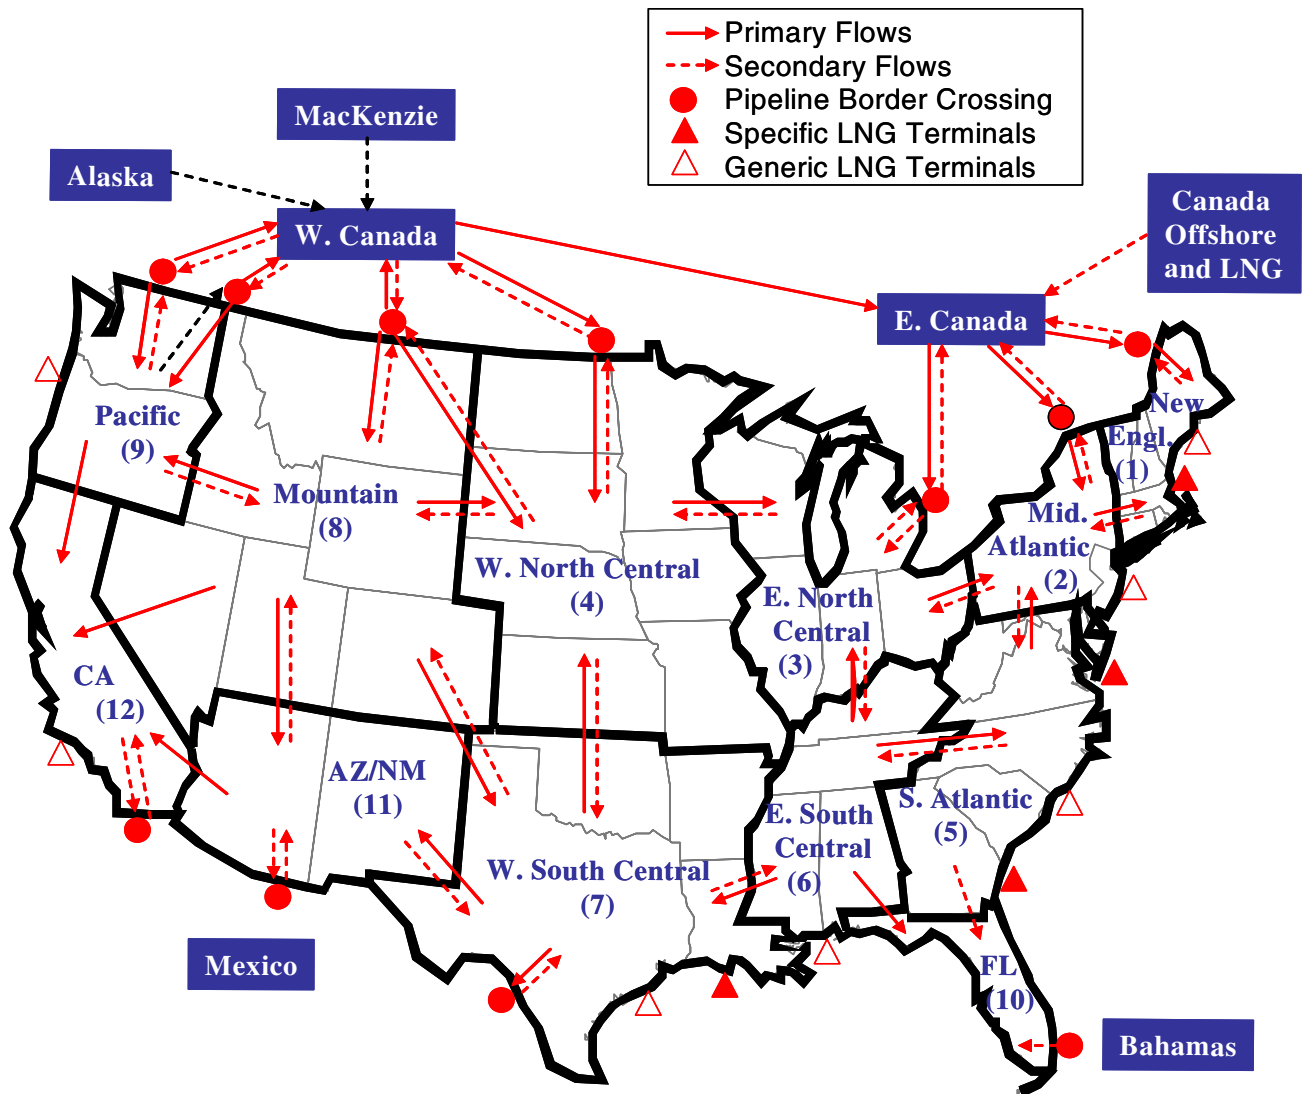 Primary Flows
Secondary Flows
Pipeline Border Crossing
Specific LNG Terminals
Generic LNG Terminals
MacKenzie
Alaska
W. Canada
Canada
Offshore
and LNG
E. Canada
Pacific
(9)
New
Engl.
(1)
Mountain
(8)
Mid.
Atlantic
(2)
W. North Central
(4)
E. North
Central
(3)
CA
(12)
AZ/NM
(11)
S. Atlantic
(5)
E. South
Central
(6)
W. South Central
(7)
Mexico
FL
(10)
Bahamas